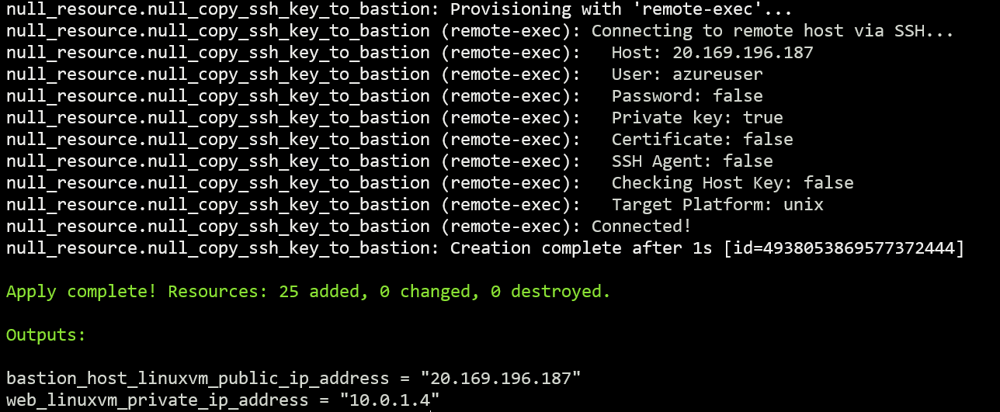 null_resource.null_copy_ssh_key_to_bastion: Provisioning with 'remote-exec'...
null_resource.null_copy_ssh_key_to_bastion (remote-exec): Connecting to remote host via SSH...
null_resource.null_copy_ssh_key_to_bastion (remote-exec):   Host: 20.169.196.187
null_resource.null_copy_ssh_key_to_bastion (remote-exec):   User: azureuser
null_resource.null_copy_ssh_key_to_bastion (remote-exec):   Password: false
null_resource.null_copy_ssh_key_to_bastion (remote-exec):   Private key: true
null_resource.null_copy_ssh_key_to_bastion (remote-exec):   Certificate: false
null_resource.null_copy_ssh_key_to_bastion (remote-exec):   SSH Agent: false
null_resource.null_copy_ssh_key_to_bastion (remote-exec):   Checking Host Key: false
null_resource.null_copy_ssh_key_to_bastion (remote-exec):   Target Platform: unix
null_resource.null_copy_ssh_key_to_bastion (remote-exec): Connected!
null_resource.null_copy_ssh_key_to_bastion: Creation complete after 1s [id=4938053869577372444]
Apply complete! Resources: 25 added, 0 changed, 0 destroyed.
Outputs:
bastion_host_linuxvm_public_ip_address = "20.169.196.187"
web_linuxvm_private_ip_address = "10.0.1.4"